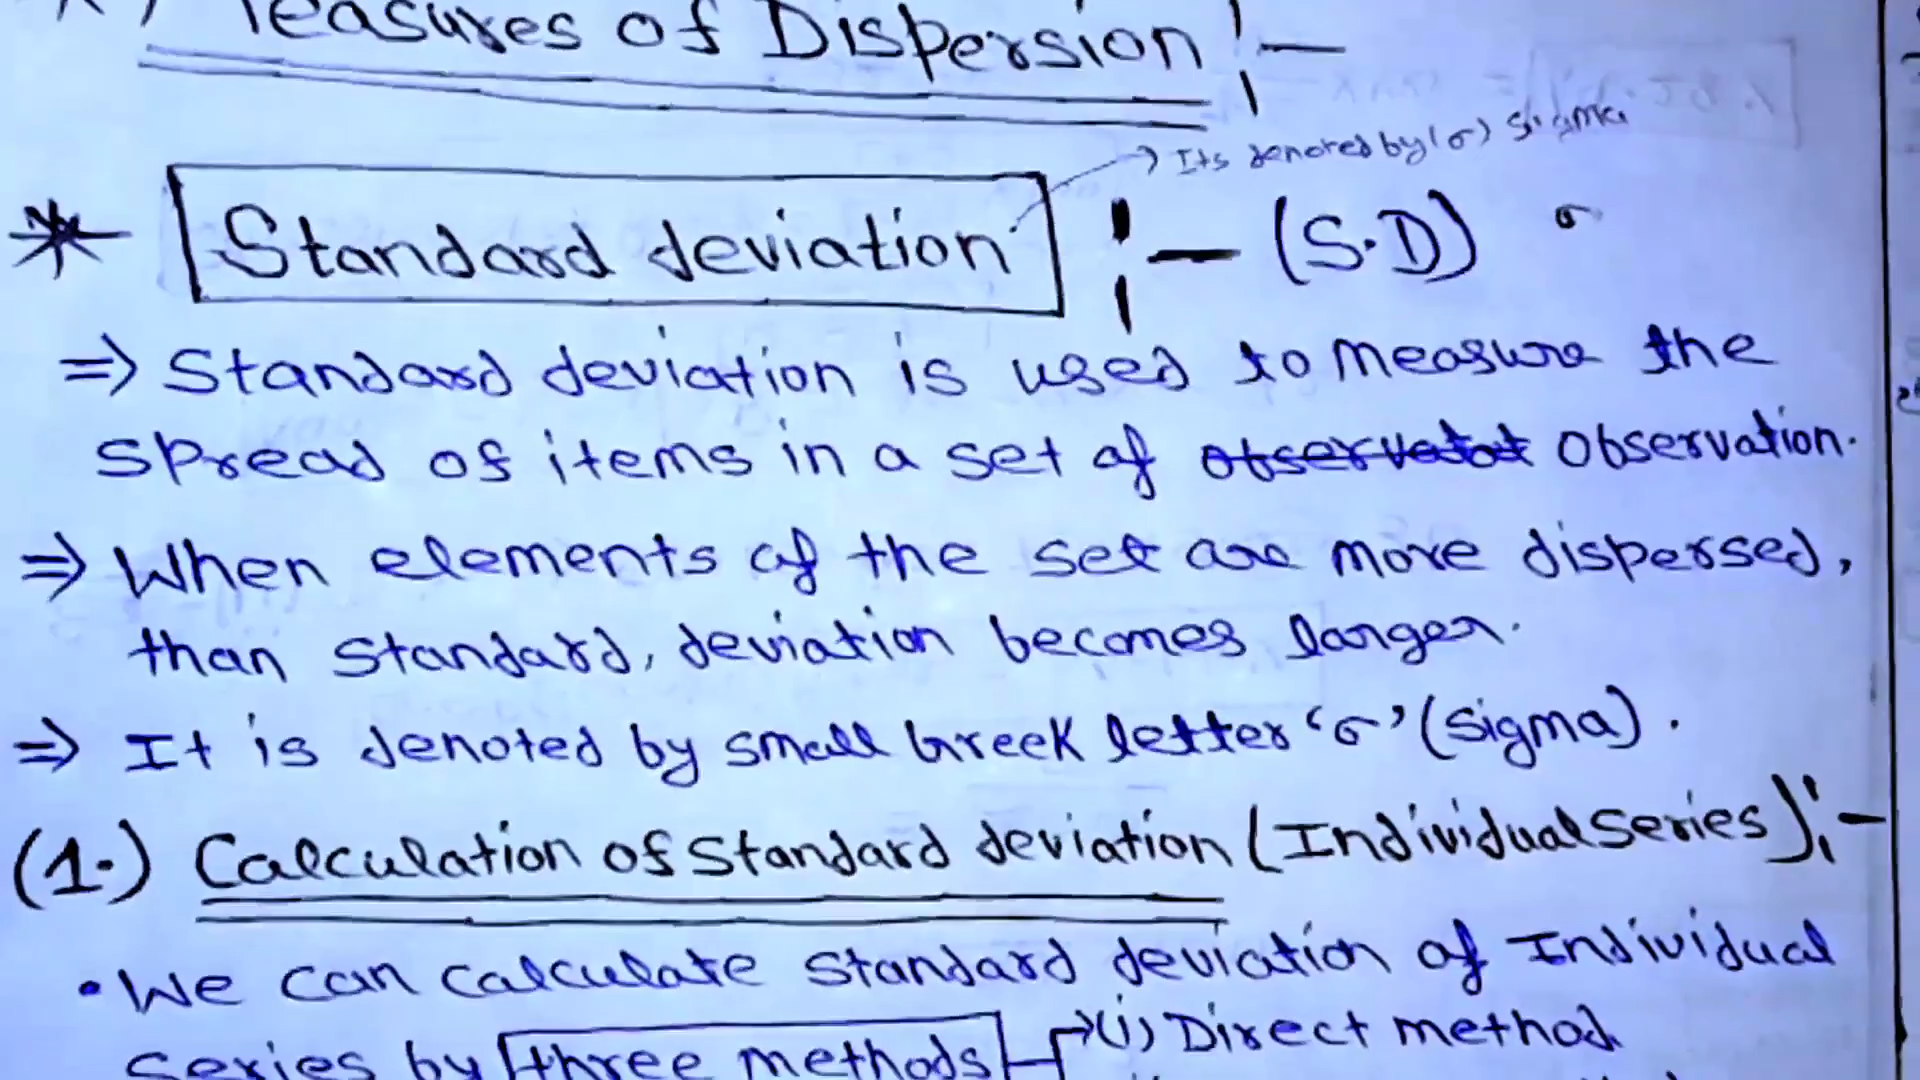 Measures of Dispersion :-
→ Its denoted by (σ) sigma
* Standard deviation :- (S.D) σ
⇒ Standard deviation is used to measure the
spread of items in a set of observation.
⇒ When elements of the set are more dispersed,
than standard, deviation becomes larger.
⇒ It is denoted by small Greek letter 'σ' (sigma).
(1.) Calculation of Standard deviation (Individual series) :-
• We can calculate standard deviation of Individual
series by three methods → (i) Direct method